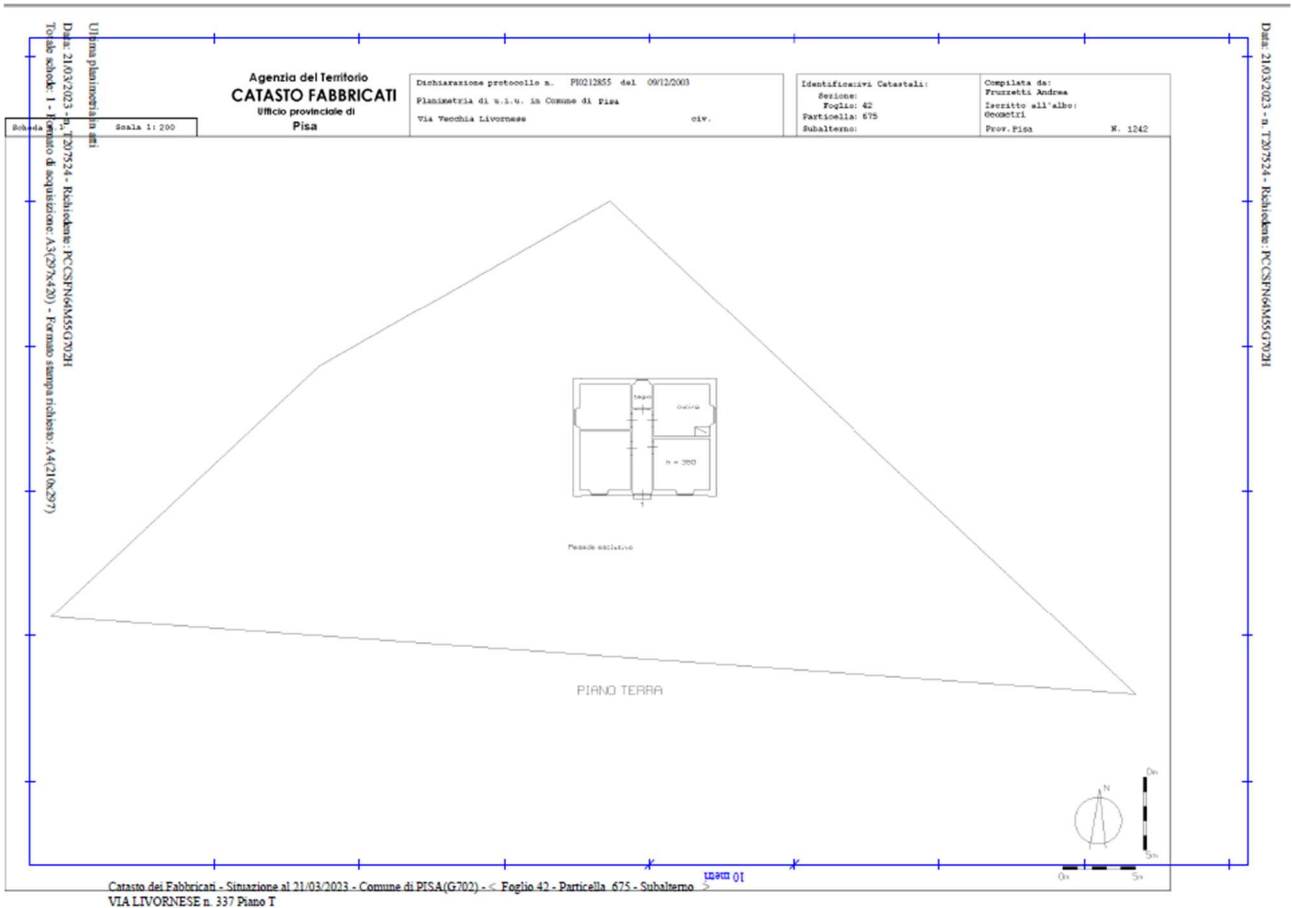 Ultima planimetria in atti
Data: 21/03/2023 - n. T207524 - Richiedente: PCCSFN64M55G702H
Totale schede: 1 - Formato di acquisizione: A3(297x420) - Formato stampa richiesto: A4(210x297)
Data: 21/03/2023 - n. T207524 - Richiedente: PCCSFN64M55G702H
Agenzia del Territorio
CATASTO FABBRICATI
Ufficio provinciale di
Pisa
Scheda n.1 Scala 1: 200
Dichiarazione protocollo n. PI0212855 del 09/12/2003
Planimetria di u.i.u. in Comune di Pisa
Via Vecchia Livornese civ.
Identificativi Catastali:
Sezione:
Foglio: 42
Particella: 675
Subalterno:
Compilata da:
Fruzzetti Andrea
Iscritto all'albo:
Geometri
Prov. Pisa N. 1242
bagno
cucina
h = 380
Resede esclusivo
PIANO TERRA
N
0m
5m
0m 5m
10 metri
Catasto dei Fabbricati - Situazione al 21/03/2023 - Comune di PISA(G702) - < Foglio 42 - Particella 675 - Subalterno >
VIA LIVORNESE n. 337 Piano T